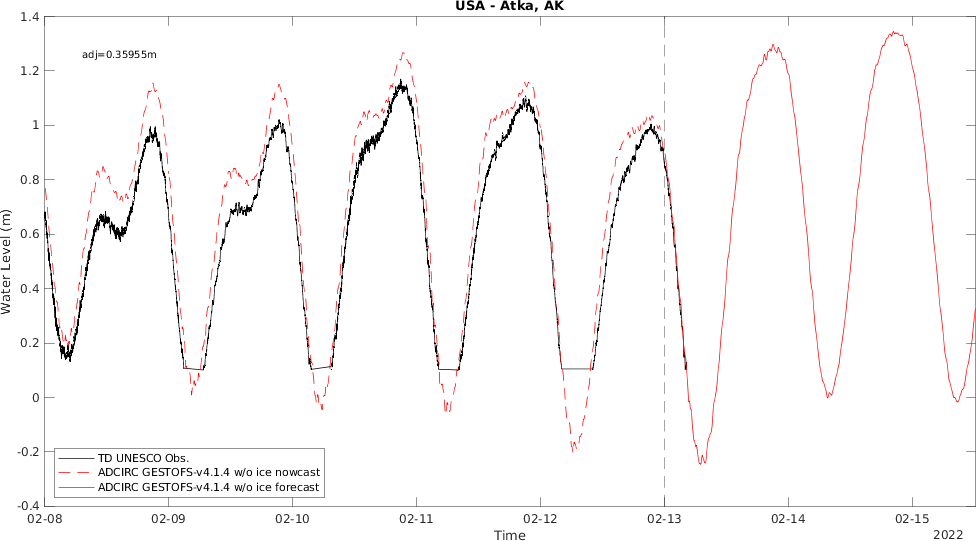 USA - Atka, AK
adj=0.35955m
1.4
1.2
1
0.8
0.6
0.4
0.2
0
-0.2
-0.4
Water Level (m)
TD UNESCO Obs.
ADCIRC GESTOFS-v4.1.4 w/o ice nowcast
ADCIRC GESTOFS-v4.1.4 w/o ice forecast
02-08 02-09 02-10 02-11 02-12 02-13 02-14 02-15
Time
2022